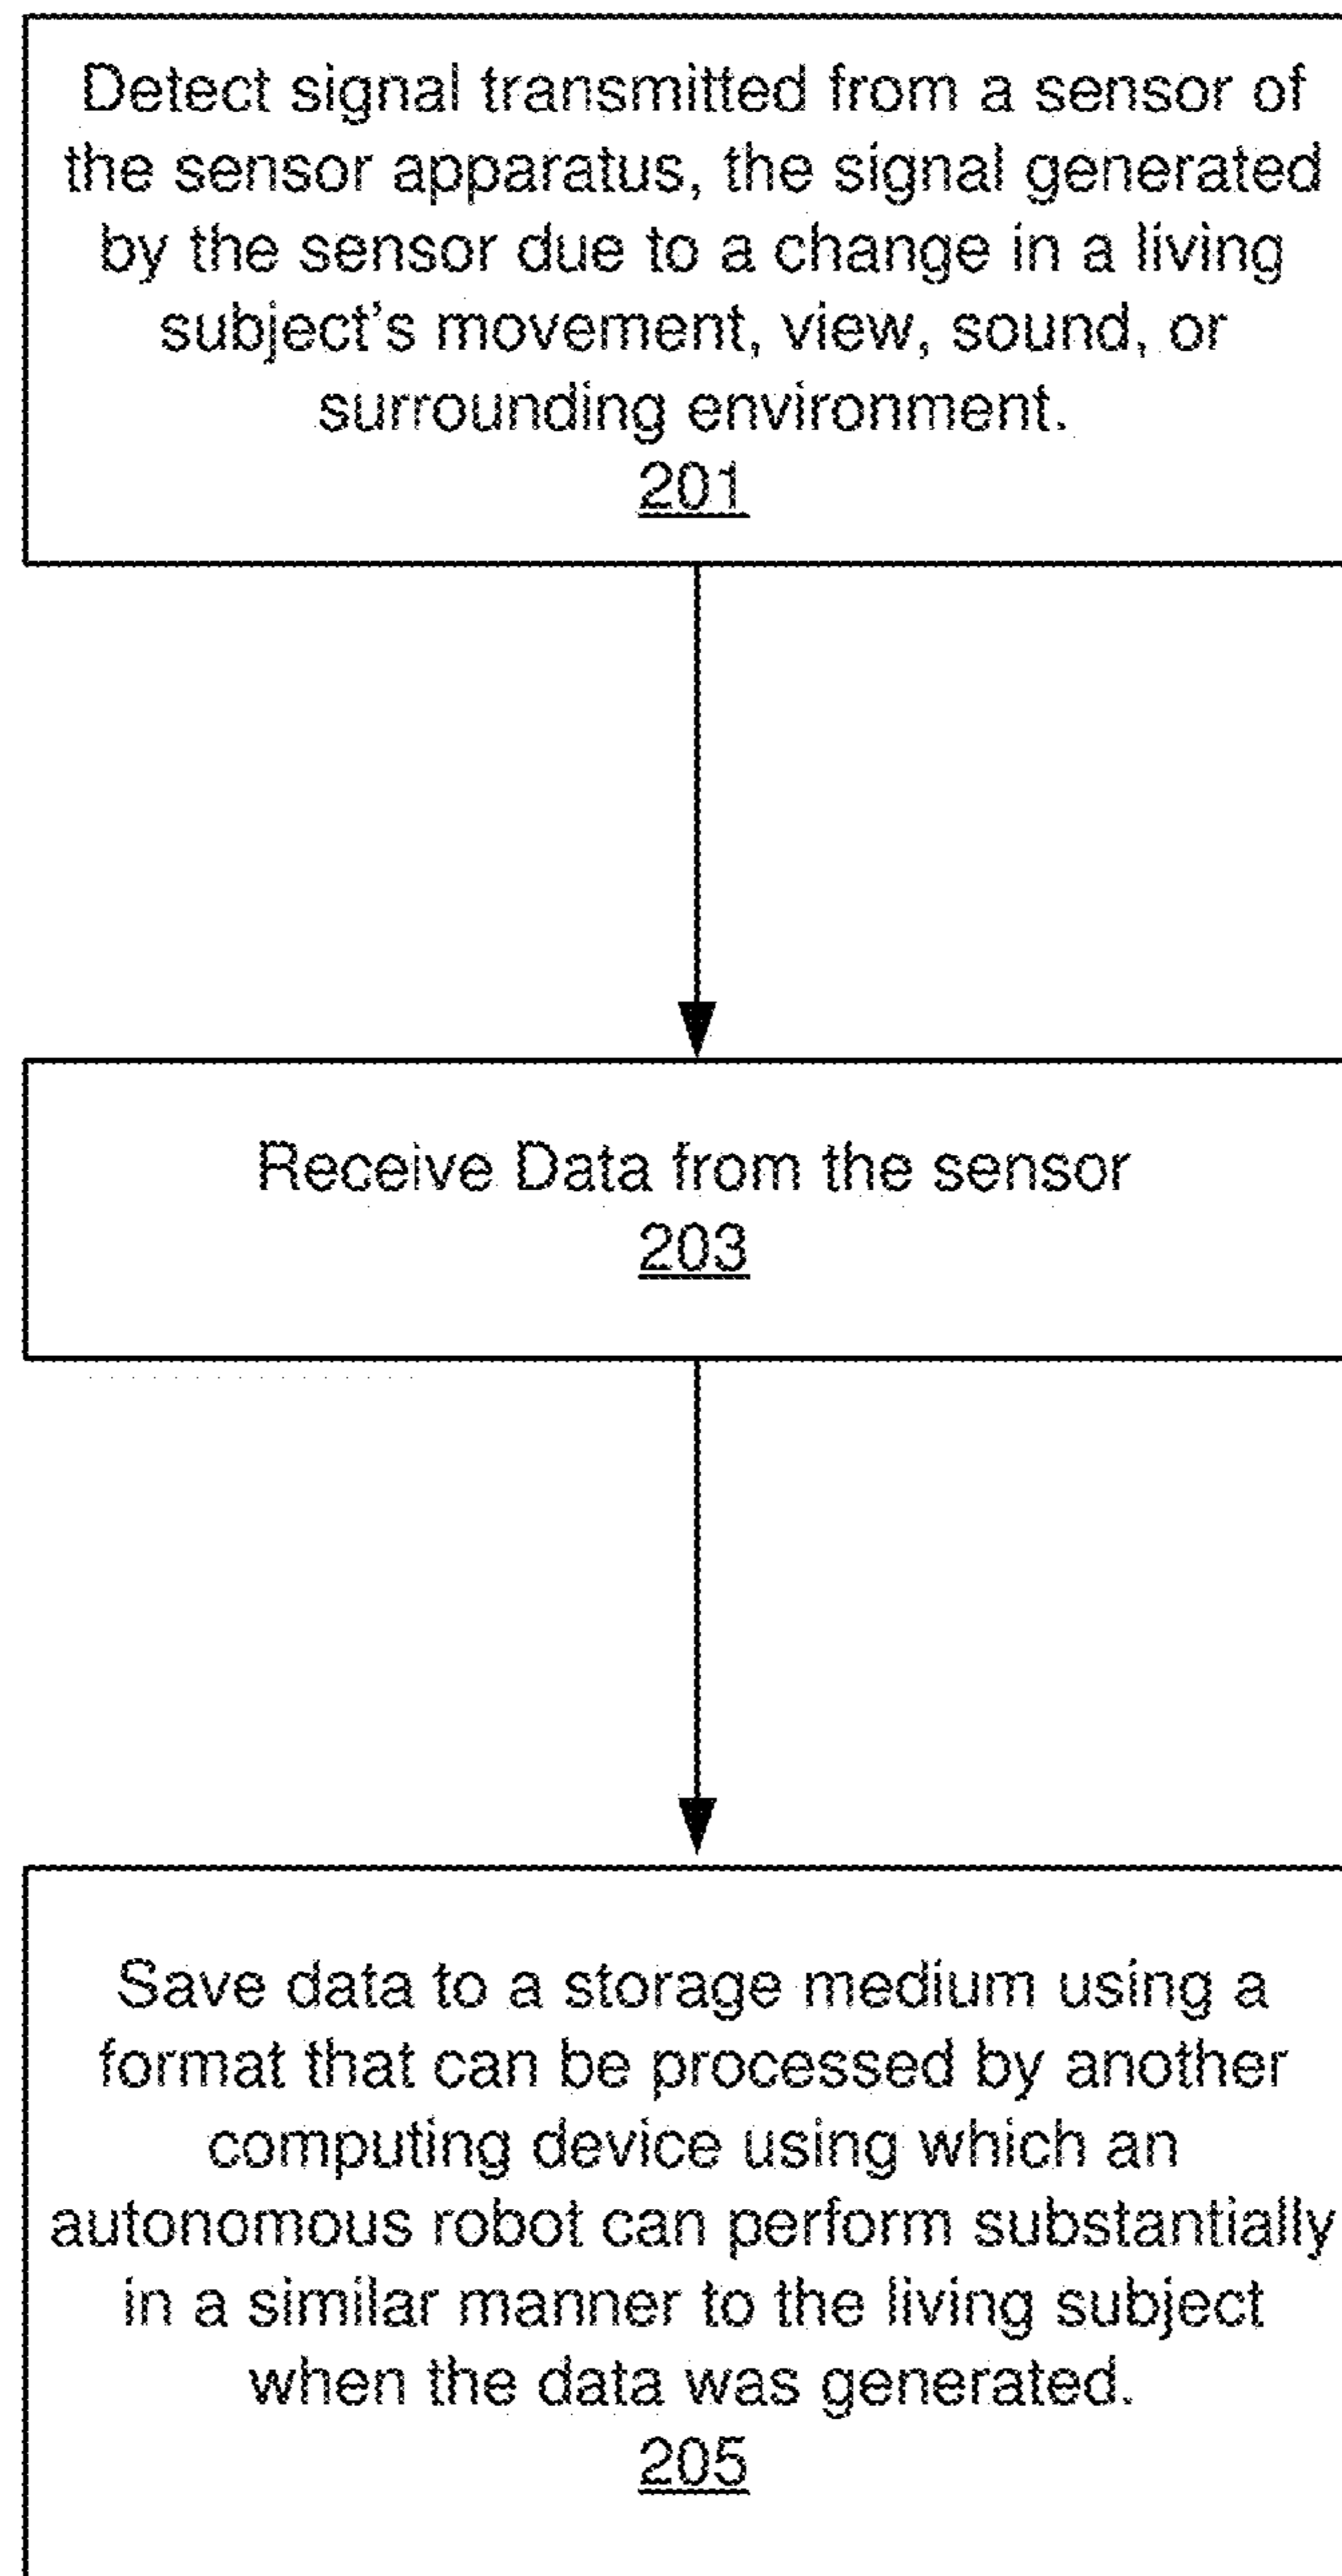 Detect signal transmitted from a sensor of
the sensor apparatus, the signal generated
by the sensor due to a change in a living
subject's movement, view, sound, or
surrounding environment.
201
Receive Data from the sensor
203
Save data to a storage medium using a
format that can be processed by another
computing device using which an
autonomous robot can perform substantially
in a similar manner to the living subject
when the data was generated.
205